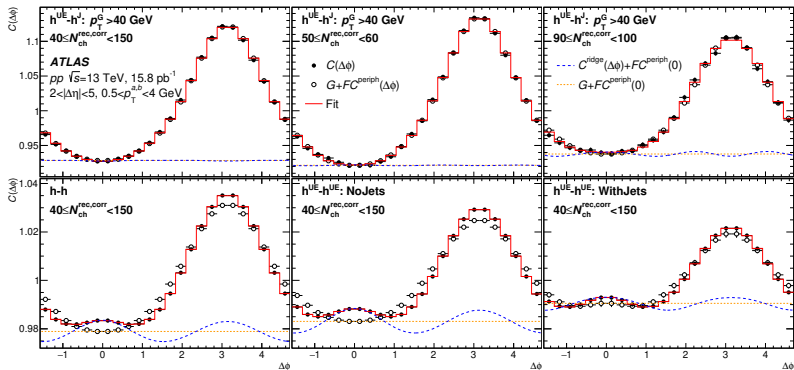 C(Δϕ)
h^UE-h^J: p_T^G >40 GeV
40≤N_ch^rec,corr<150
ATLAS
pp √s=13 TeV, 15.8 pb^-1
2<|Δη|<5, 0.5<p_T^a,b<4 GeV
1.1
1.05
1
0.95
h^UE-h^J: p_T^G >40 GeV
50≤N_ch^rec,corr<60
C(Δϕ)
G+FC^periph(Δϕ)
Fit
h^UE-h^J: p_T^G >40 GeV
90≤N_ch^rec,corr<100
C^ridge(Δϕ)+FC^periph(0)
G+FC^periph(0)
C(Δϕ)
1.04
1.02
1
0.98
h-h
40≤N_ch^rec,corr<150
h^UE-h^UE: NoJets
40≤N_ch^rec,corr<150
h^UE-h^UE: WithJets
40≤N_ch^rec,corr<150
−1 0 1 2 3 4 Δϕ
−1 0 1 2 3 4 Δϕ
−1 0 1 2 3 4 Δϕ